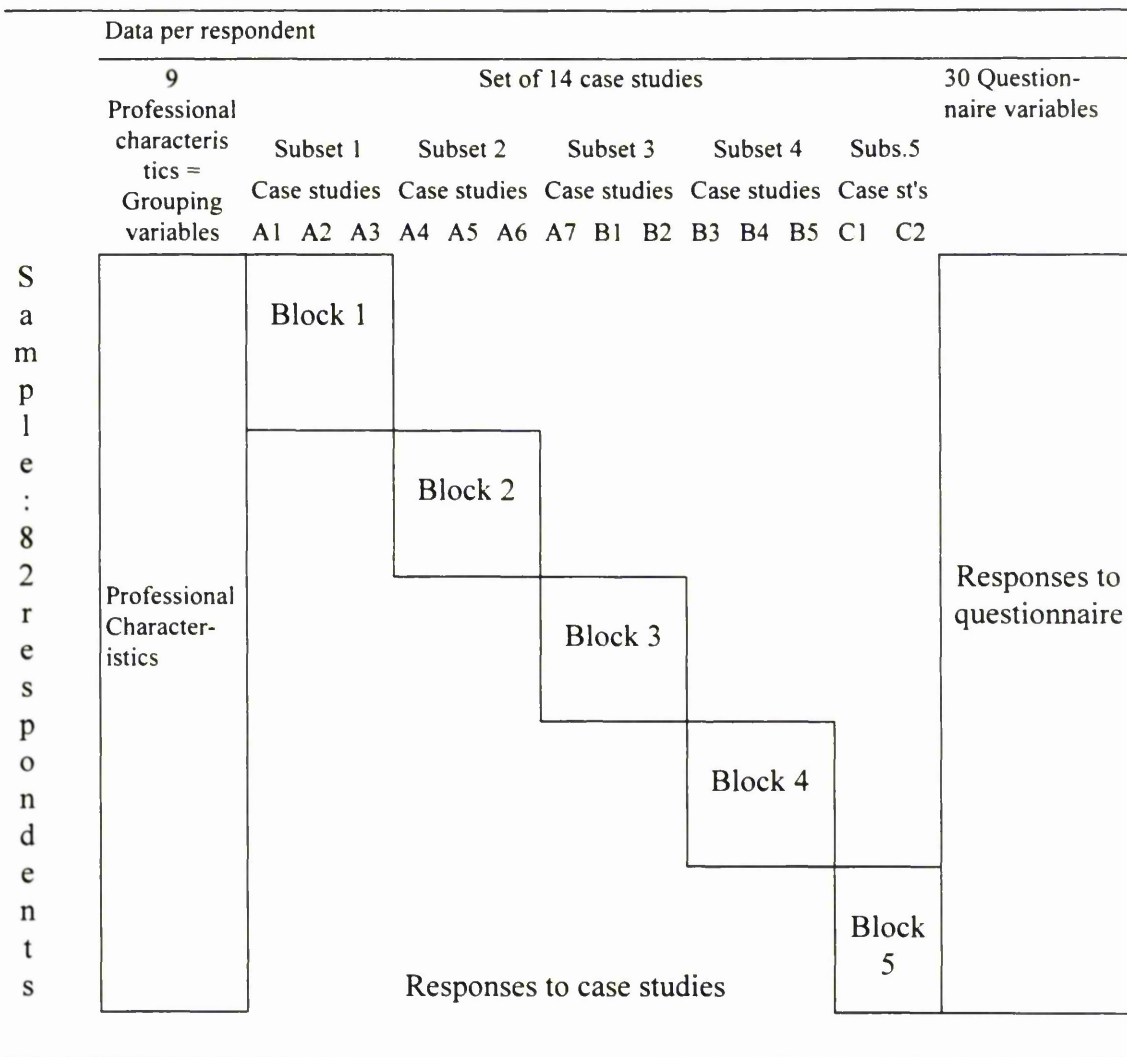 Data per respondent
9
Professional
characteris
tics =
Grouping
variables
Set of 14 case studies
Subset 1 Subset 2 Subset 3 Subset 4 Subs.5
Case studies Case studies Case studies Case studies Case st's
A1 A2 A3 A4 A5 A6 A7 B1 B2 B3 B4 B5 C1 C2
30 Question-
naire variables
Sample:82respondents
Professional
Character-
istics
Block 1
Block 2
Block 3
Block 4
Block
5
Responses to case studies
Responses to
questionnaire